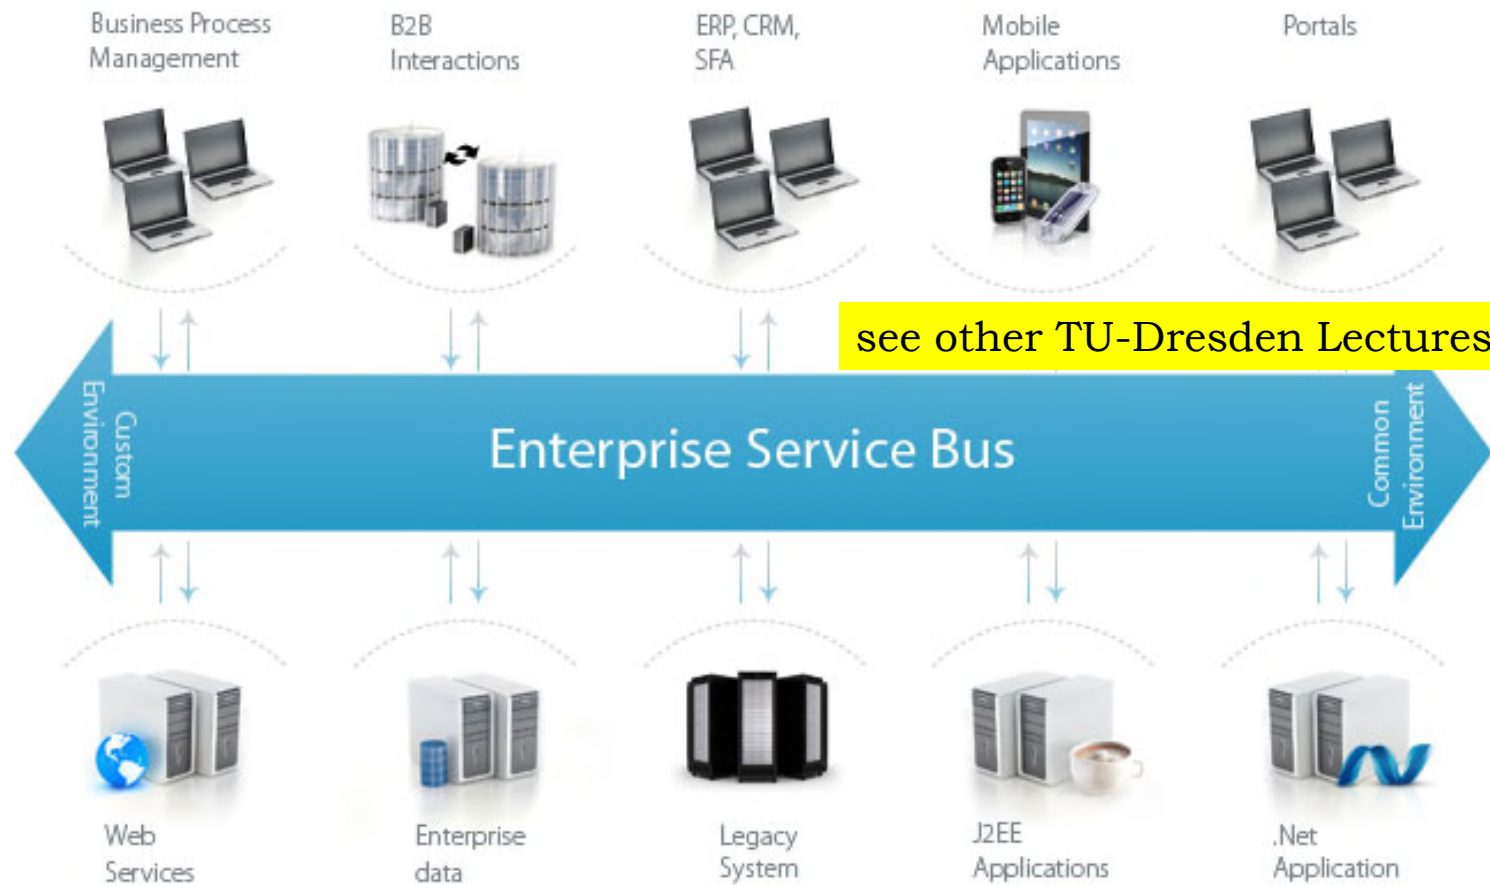 Business Process
Management
B2B
Interactions
ERP, CRM,
SFA
Mobile
Applications
Portals
see other TU-Dresden Lectures
Custom
Environment
Enterprise Service Bus
Common
Environment
Web
Services
Enterprise
data
Legacy
System
J2EE
Applications
.Net
Application